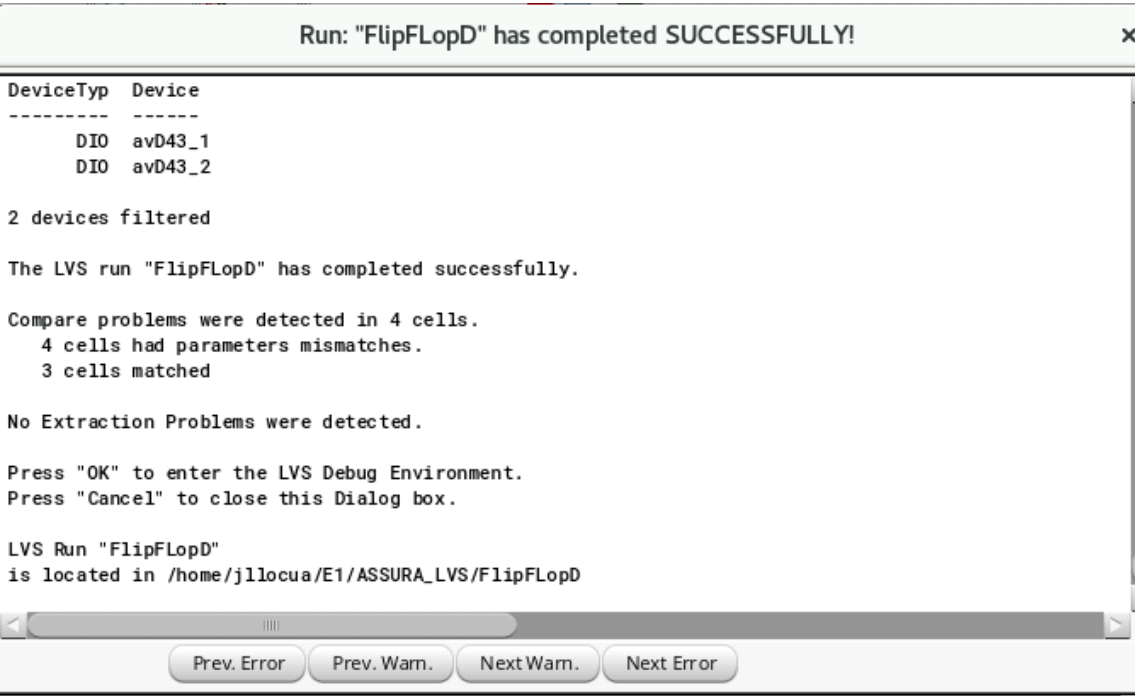 Run: "FlipFLopD" has completed SUCCESSFULLY!
DeviceTyp  Device
---------  ------
      DIO  avD43_1
      DIO  avD43_2
2 devices filtered
The LVS run "FlipFLopD" has completed successfully.
Compare problems were detected in 4 cells.
   4 cells had parameters mismatches.
   3 cells matched
No Extraction Problems were detected.
Press "OK" to enter the LVS Debug Environment.
Press "Cancel" to close this Dialog box.
LVS Run "FlipFLopD"
is located in /home/jllocua/E1/ASSURA_LVS/FlipFLopD
Prev. Error Prev. Warn. Next Warn. Next Error